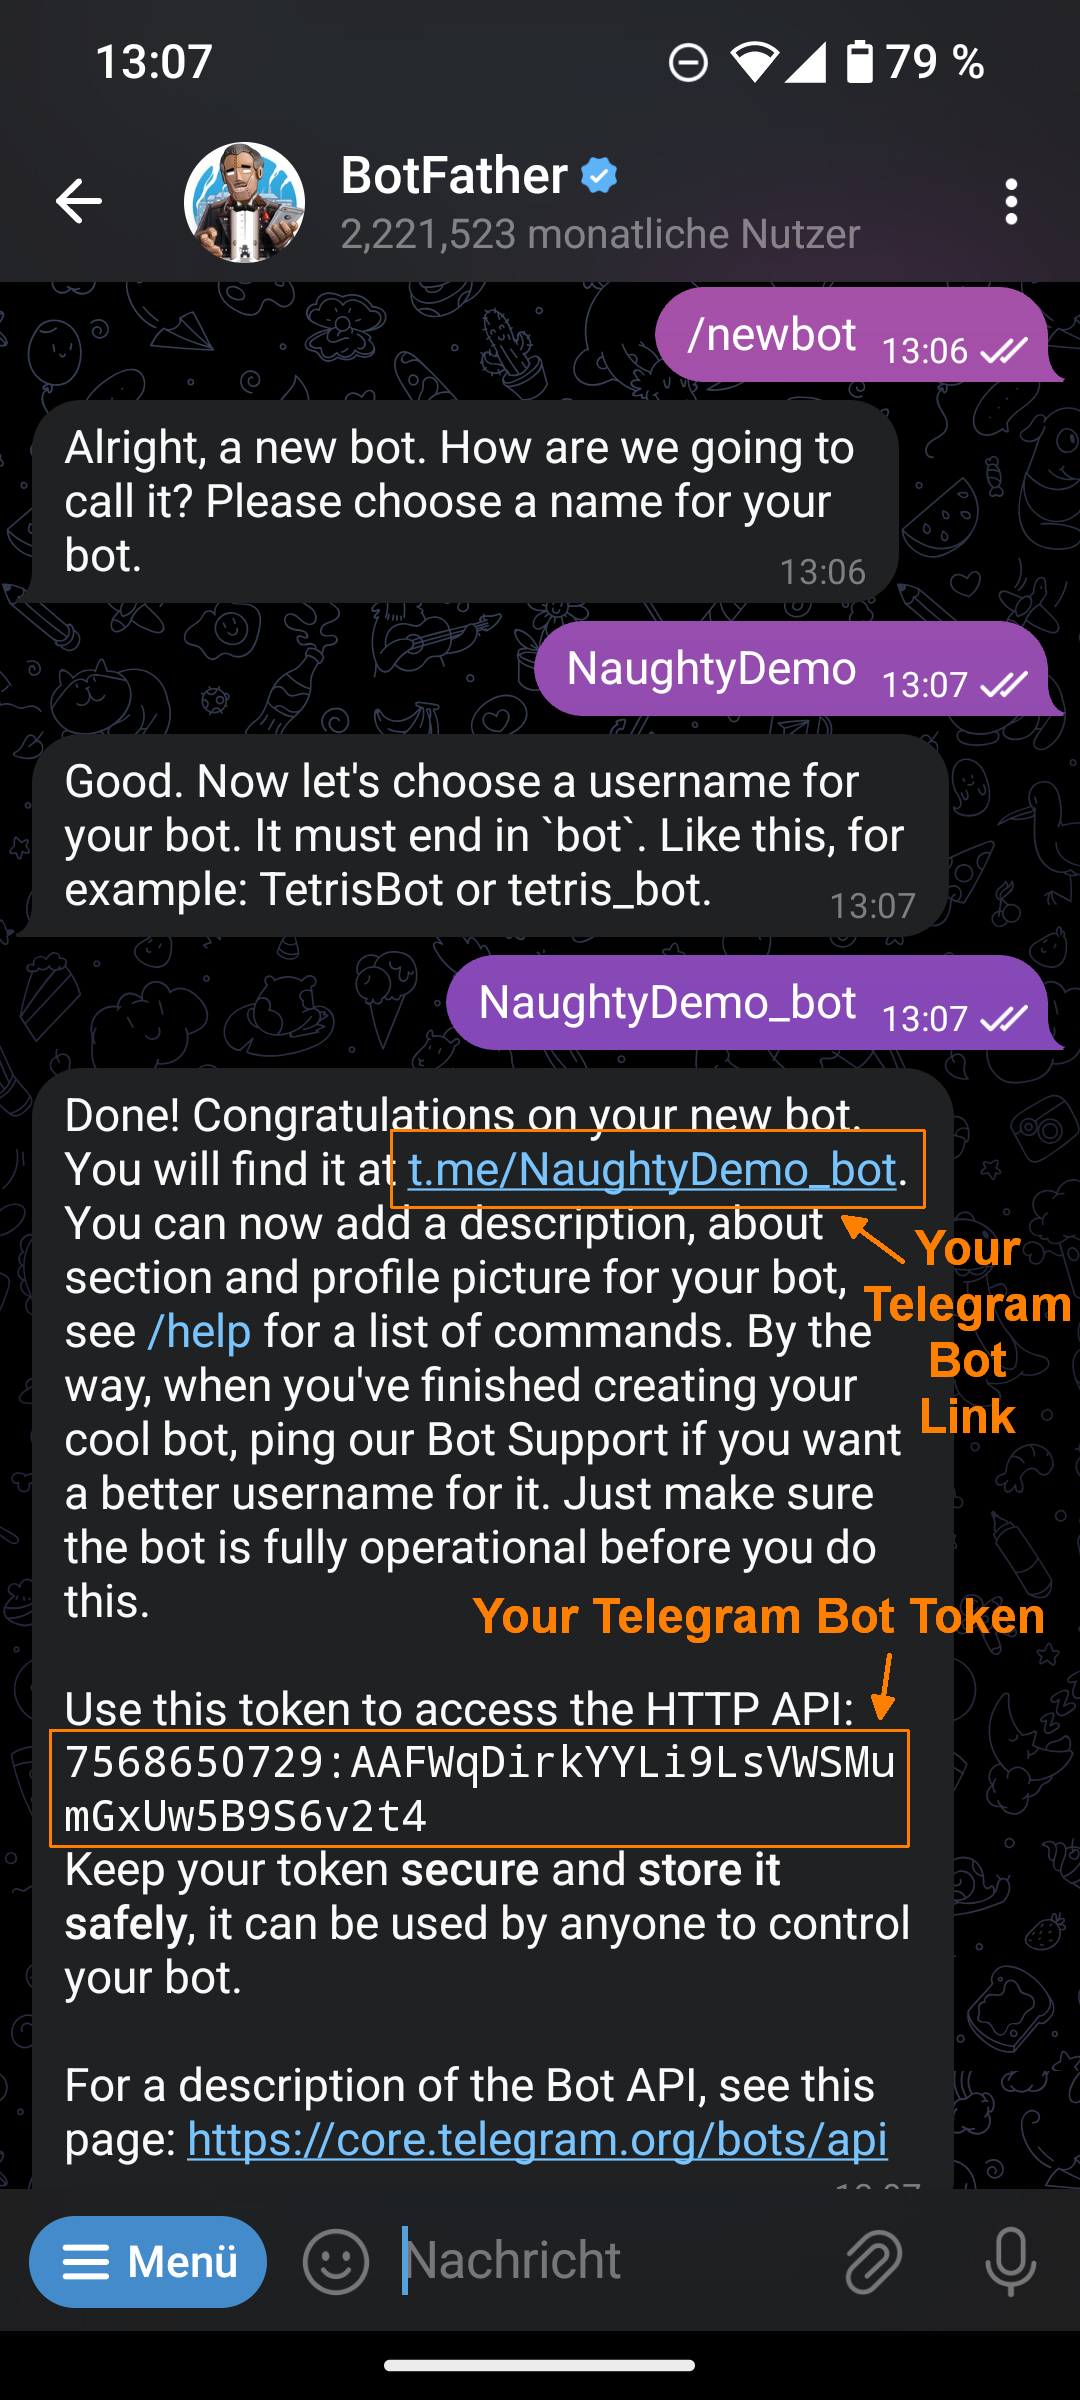 13:07
79 %
BotFather
2,221,523 monatliche Nutzer
/newbot 13:06
Alright, a new bot. How are we going to
call it? Please choose a name for your
bot.
13:06
NaughtyDemo 13:07
Good. Now let's choose a username for
your bot. It must end in `bot`. Like this, for
example: TetrisBot or tetris_bot.
13:07
NaughtyDemo_bot 13:07
Done! Congratulations on your new bot.
You will find it at t.me/NaughtyDemo_bot.
You can now add a description, about
section and profile picture for your bot,
see /help for a list of commands. By the
way, when you've finished creating your
cool bot, ping our Bot Support if you want
a better username for it. Just make sure
the bot is fully operational before you do
this.
Your
Telegram
Bot
Link
Your Telegram Bot Token
Use this token to access the HTTP API:
7568650729:AAFWqDirkYYLi9LsVWSMu
mGxUw5B9S6v2t4
Keep your token secure and store it
safely, it can be used by anyone to control
your bot.
For a description of the Bot API, see this
page: https://core.telegram.org/bots/api
Menü
Nachricht